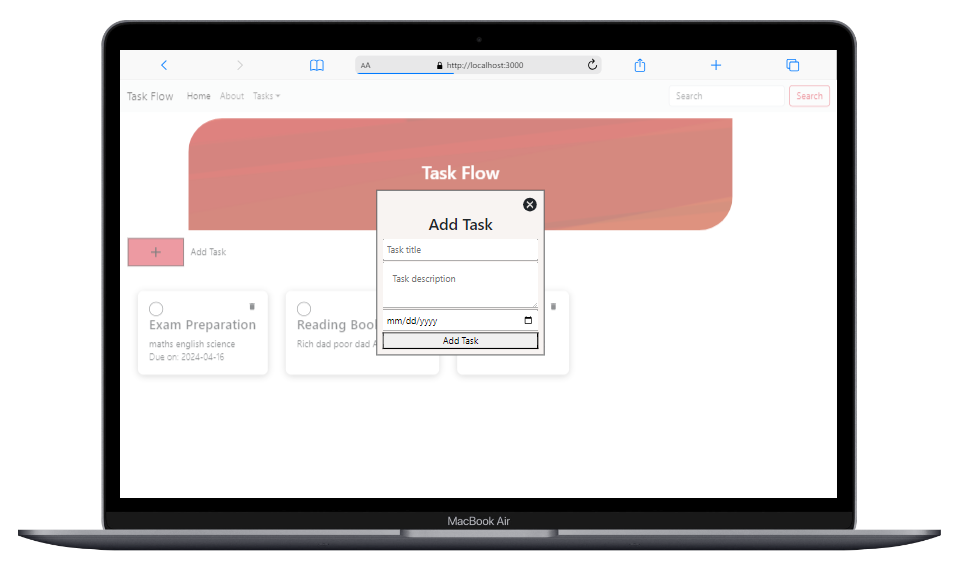 AA http://localhost:3000
Task Flow Home About Tasks Search Search
Task Flow
Add Task
Add Task
Task title
Task description
mm/dd/yyyy
Add Task
Exam Preparation
maths english science
Due on: 2024-04-16
Reading Boo
Rich dad poor dad
MacBook Air